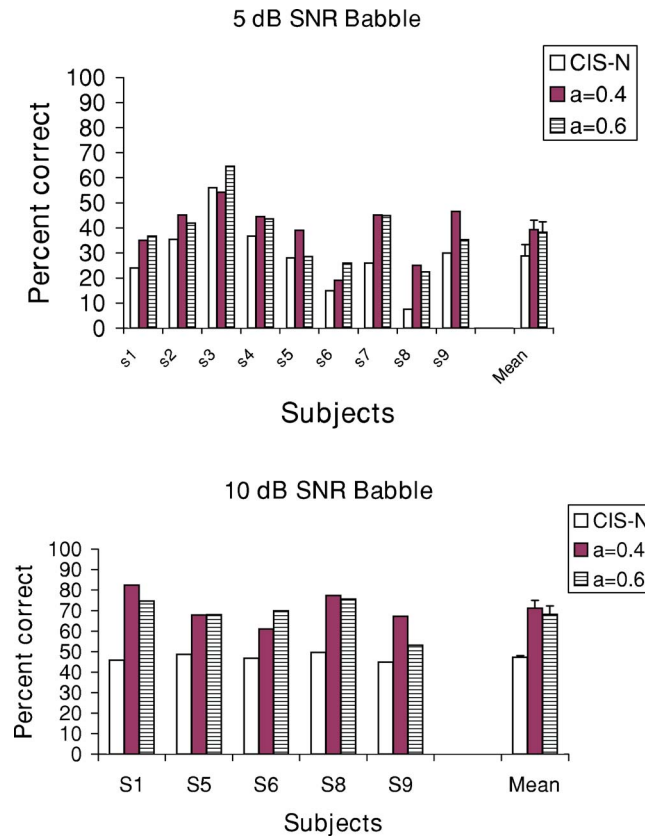 5 dB SNR Babble
CIS-N
a=0.4
a=0.6
Percent correct
100
90
80
70
60
50
40
30
20
10
0
s1 s2 s3 s4 s5 s6 s7 s8 s9 Mean
Subjects
10 dB SNR Babble
CIS-N
a=0.4
a=0.6
Percent correct
100
90
80
70
60
50
40
30
20
10
0
S1 S5 S6 S8 S9 Mean
Subjects